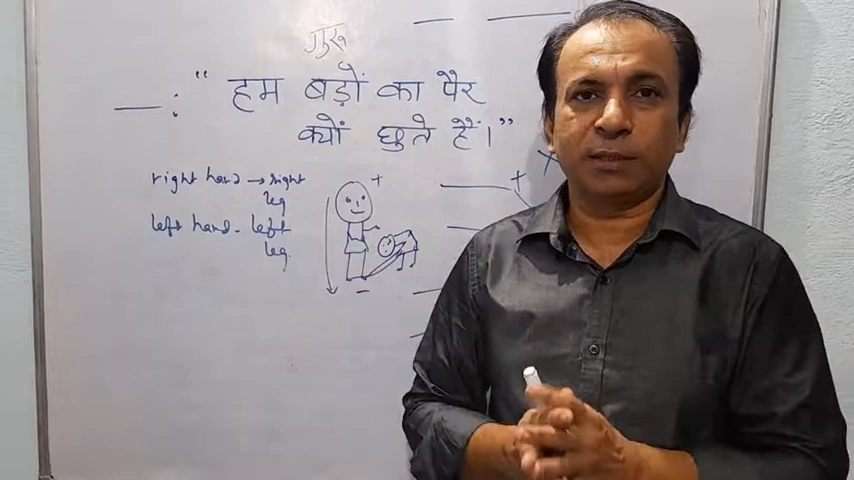 गुरू
—: " हम बड़ों का पैर
क्यों छुते हैं।"
right hand → right
leg
left hand - left
leg.